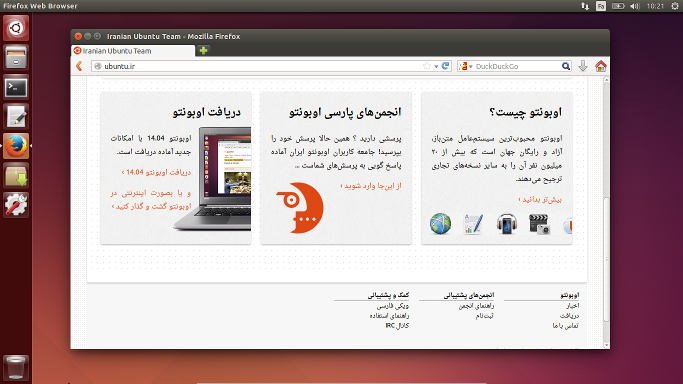 Firefox Web Browser
Fa
10:21
Iranian Ubuntu Team - Mozilla Firefox
Iranian Ubuntu Team
ubuntu.ir
DuckDuckGo
اوبونتو چیست؟
اوبونتو محبوب‌ترین سیستم‌عامل متن‌باز،
آزاد و رایگان جهان است که بیش از ۲۰
میلیون نفر آن را به سایر نسخه‌های تجاری
ترجیح می‌دهند.
بیش‌تر بدانید ›
انجمن‌های پارسی اوبونتو
پرسشی دارید ؟ همین حالا پرسش خود را
بپرسید! جامعه کاربران اوبونتو ایران آماده
پاسخ گویی به پرسش‌های شماست ...
از این‌جا وارد شوید ›
دریافت اوبونتو
اوبونتو 14.04 با امکانات
جدید آماده دریافت است.
دریافت اوبونتو 14.04 ›
و یا بصورت اینترنتی در
اوبونتو گشت و گذار کنید ›
اوبونتو
اخبار
دریافت
تماس با ما
انجمن‌های پشتیبانی
راهنمای انجمن
ثبت‌نام
کمک و پشتیبانی
ویکی فارسی
راهنمای استفاده
کانال IRC